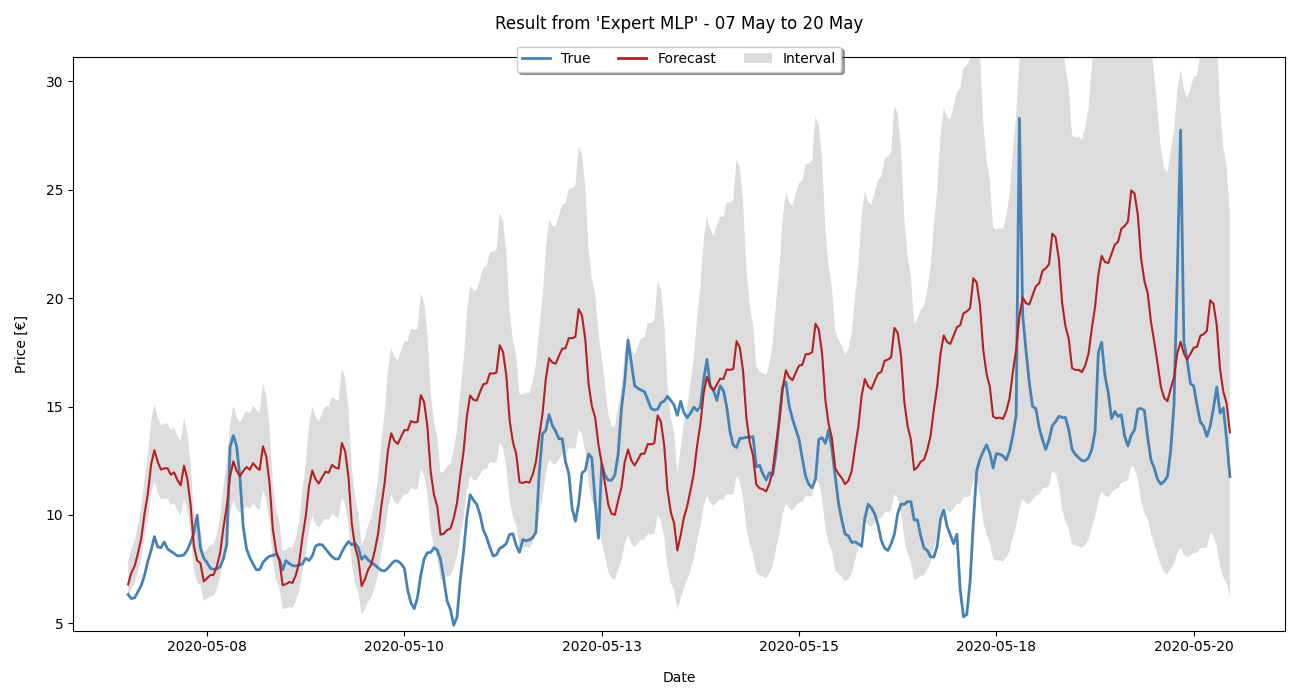 Result from 'Expert MLP' - 07 May to 20 May
True Forecast Interval
30
25
20
15
10
5
Price [€]
2020-05-08 2020-05-10 2020-05-13 2020-05-15 2020-05-18 2020-05-20
Date